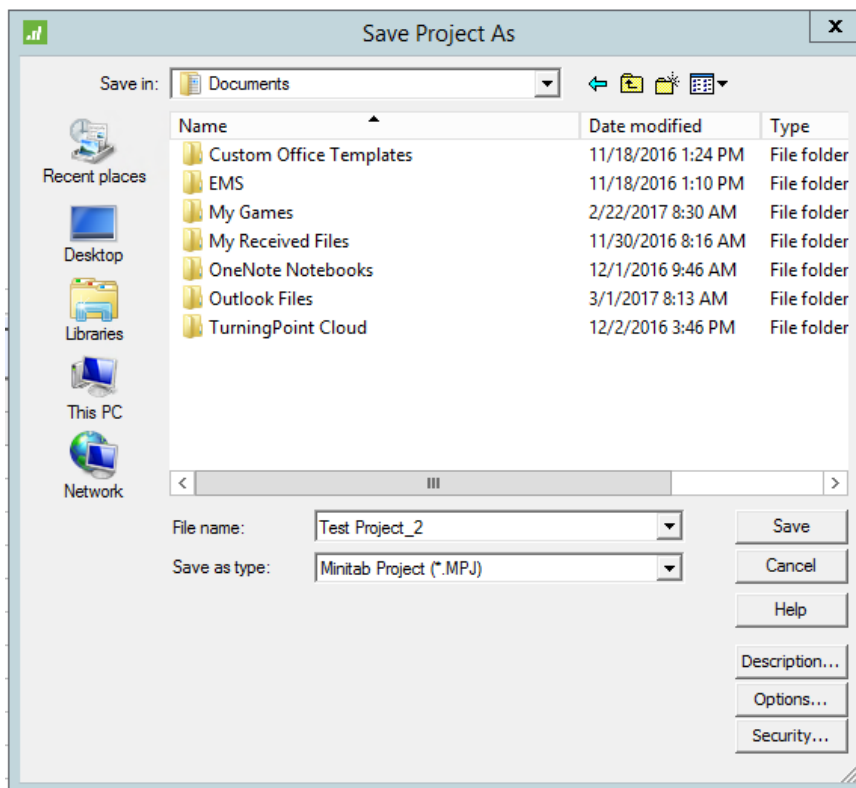 Save Project As
x
Save in: Documents
Name Date modified Type
Custom Office Templates 11/18/2016 1:24 PM File folder
EMS 11/18/2016 1:10 PM File folder
My Games 2/22/2017 8:30 AM File folder
My Received Files 11/30/2016 8:16 AM File folder
OneNote Notebooks 12/1/2016 9:46 AM File folder
Outlook Files 3/1/2017 8:13 AM File folder
TurningPoint Cloud 12/2/2016 3:46 PM File folder
Recent places
Desktop
Libraries
This PC
Network
File name: Test Project_2 Save
Save as type: Minitab Project (*.MPJ) Cancel
Help
Description...
Options...
Security...